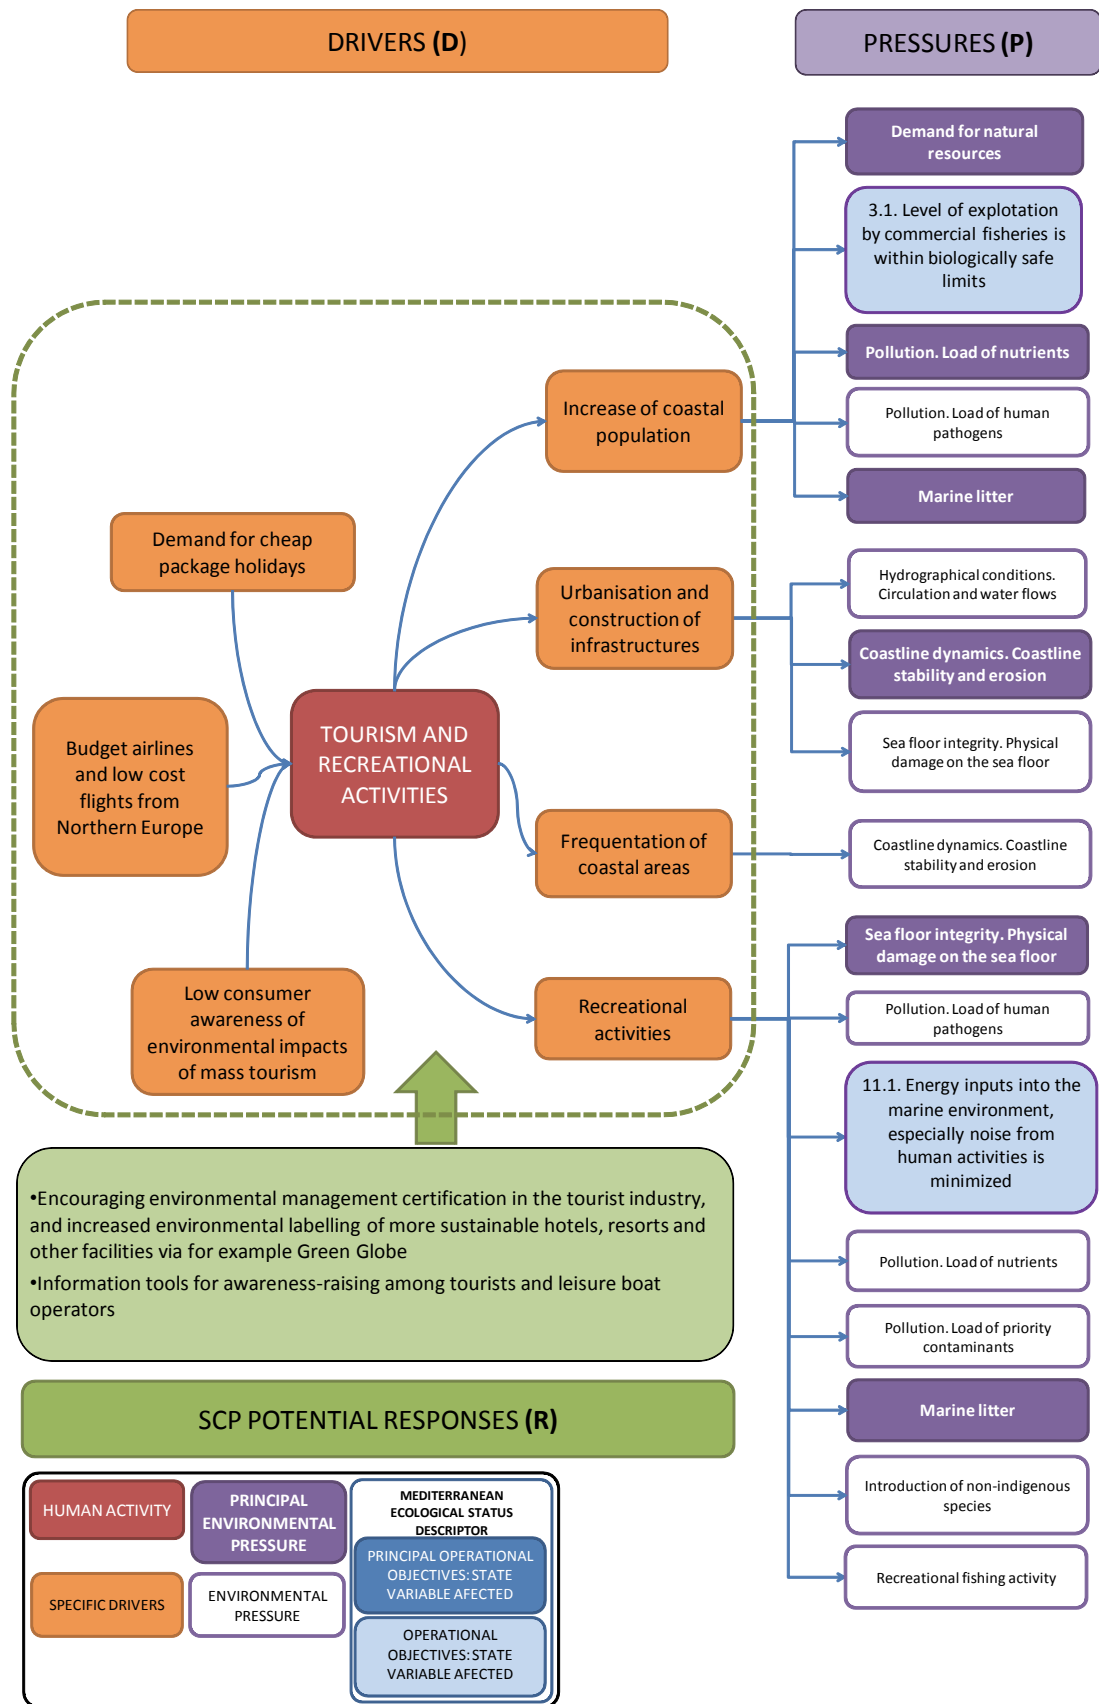 DRIVERS (D)
PRESSURES (P)
Demand for natural
resources
3.1. Level of explotation
by commercial fisheries is
within biologically safe
limits
Pollution. Load of nutrients
Pollution. Load of human
pathogens
Marine litter
Increase of coastal
population
Demand for cheap
package holidays
Urbanisation and
construction of
infrastructures
Hydrographical conditions.
Circulation and water flows
Coastline dynamics. Coastline
stability and erosion
Sea floor integrity. Physical
damage on the sea floor
TOURISM AND
RECREATIONAL
ACTIVITIES
Budget airlines
and low cost
flights from
Northern Europe
Frequentation of
coastal areas
Coastline dynamics. Coastline
stability and erosion
Low consumer
awareness of
environmental impacts
of mass tourism
Recreational
activities
Sea floor integrity. Physical
damage on the sea floor
Pollution. Load of human
pathogens
11.1. Energy inputs into the
marine environment,
especially noise from
human activities is
minimized
Pollution. Load of nutrients
Pollution. Load of priority
contaminants
Marine litter
Introduction of non-indigenous
species
Recreational fishing activity
•Encouraging environmental management certification in the tourist industry,
and increased environmental labelling of more sustainable hotels, resorts and
other facilities via for example Green Globe
•Information tools for awareness-raising among tourists and leisure boat
operators
SCP POTENTIAL RESPONSES (R)
HUMAN ACTIVITY
PRINCIPAL
ENVIRONMENTAL
PRESSURE
MEDITERRANEAN
ECOLOGICAL STATUS
DESCRIPTOR
PRINCIPAL OPERATIONAL
OBJECTIVES: STATE
VARIABLE AFFECTED
SPECIFIC DRIVERS
ENVIRONMENTAL
PRESSURE
OPERATIONAL
OBJECTIVES: STATE
VARIABLE AFFECTED